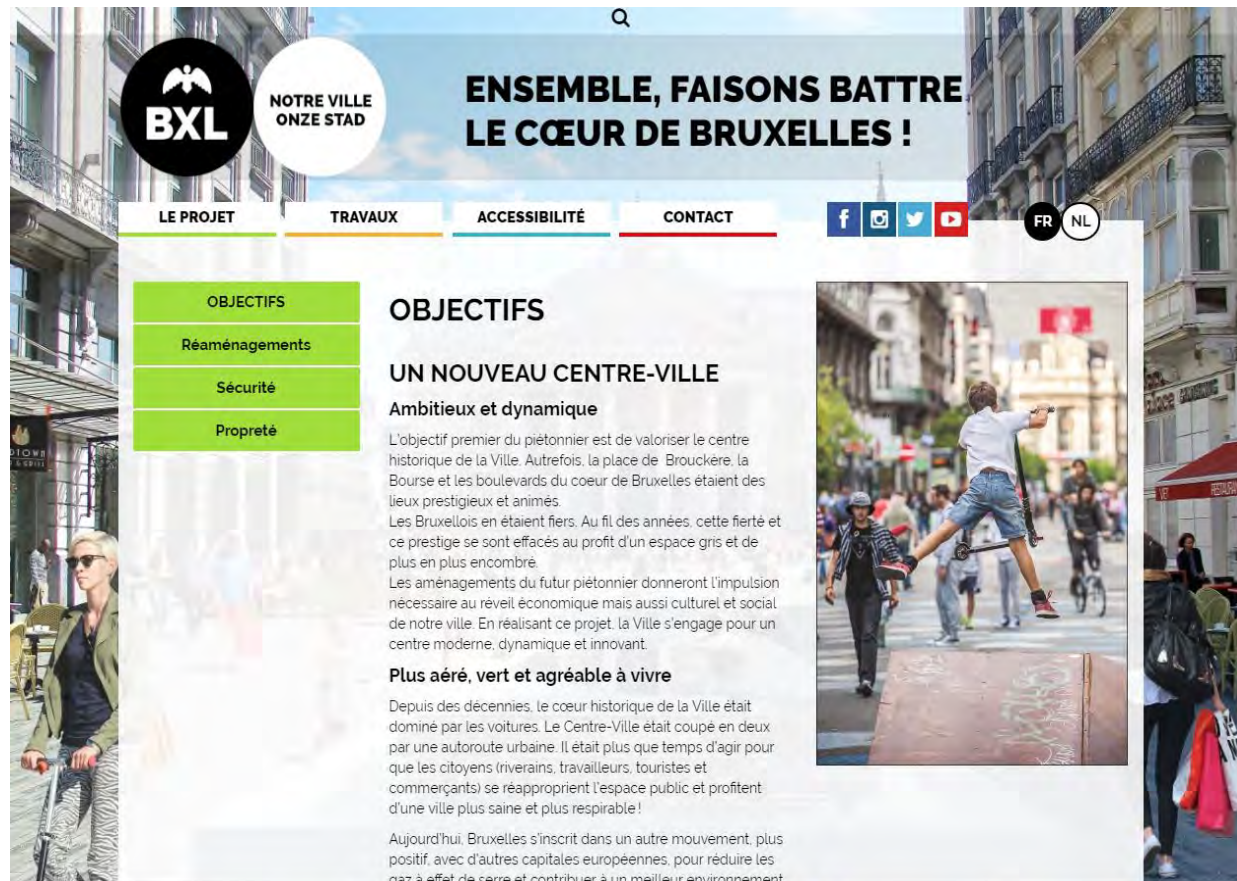 BXL
NOTRE VILLE
ONZE STAD
ENSEMBLE, FAISONS BATTRE
LE CŒUR DE BRUXELLES !
LE PROJET
TRAVAUX
ACCESSIBILITÉ
CONTACT
FR
NL
OBJECTIFS
Réaménagements
Sécurité
Propreté
OBJECTIFS
UN NOUVEAU CENTRE-VILLE
Ambitieux et dynamique
L'objectif premier du piétonnier est de valoriser le centre
historique de la Ville. Autrefois, la place de Brouckère, la
Bourse et les boulevards du coeur de Bruxelles étaient des
lieux prestigieux et animés.
Les Bruxellois en étaient fiers. Au fil des années, cette fierté et
ce prestige se sont effacés au profit d'un espace gris et de
plus en plus encombré.
Les aménagements du futur piétonnier donneront l'impulsion
nécessaire au réveil économique mais aussi culturel et social
de notre ville. En réalisant ce projet, la Ville s'engage pour un
centre moderne, dynamique et innovant.
Plus aéré, vert et agréable à vivre
Depuis des décennies, le cœur historique de la Ville était
dominé par les voitures. Le Centre-Ville était coupé en deux
par une autoroute urbaine. Il était plus que temps d'agir pour
que les citoyens (riverains, travailleurs, touristes et
commerçants) se réapproprient l'espace public et profitent
d'une ville plus saine et plus respirable !
Aujourd'hui, Bruxelles s'inscrit dans un autre mouvement, plus
positif, avec d'autres capitales européennes, pour réduire les
gaz à effet de serre et contribuer à un meilleur environnement